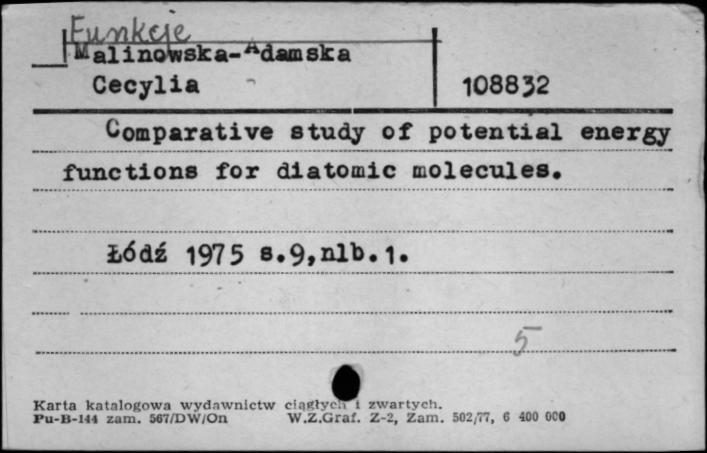 Funkcje
Malinowska-Adamska
Cecylia 108832
Comparative study of potential energy
functions for diatomic molecules.
Łódź 1975 s.9,nlb.1.
5
Karta katalogowa wydawnictw ciągłych i zwartych.
Pu-B-144 zam. 567/DW/On W.Z.Graf. Z-2, Zam. 502/77, 6 400 000